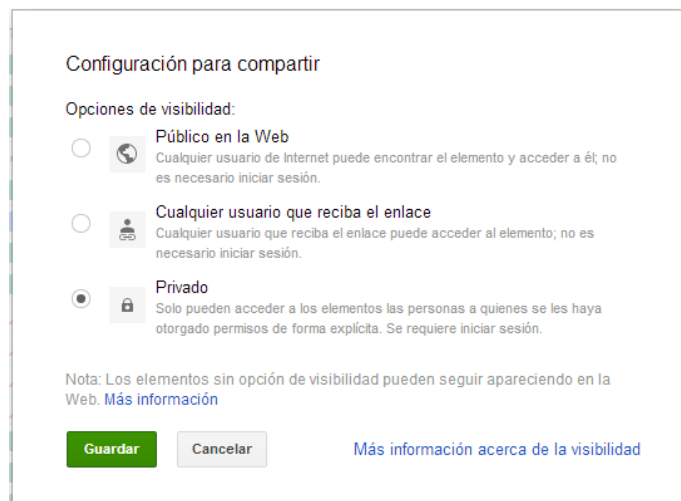 Configuración para compartir
Opciones de visibilidad:
Público en la Web
Cualquier usuario de Internet puede encontrar el elemento y acceder a él; no
es necesario iniciar sesión.
Cualquier usuario que reciba el enlace
Cualquier usuario que reciba el enlace puede acceder al elemento; no es
necesario iniciar sesión.
Privado
Solo pueden acceder a los elementos las personas a quienes se les haya
otorgado permisos de forma explícita. Se requiere iniciar sesión.
Nota: Los elementos sin opción de visibilidad pueden seguir apareciendo en la
Web. Más información
Guardar Cancelar Más información acerca de la visibilidad